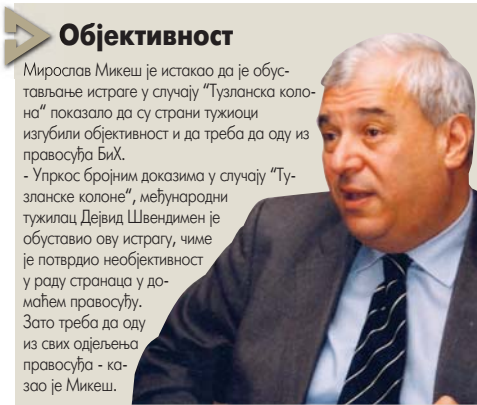 Објективност
Мирослав Микеш је истакао да је обус-
тављање истраге у случају “Тузланска коло-
на“ показало да су страни тужиоци
изгубили објективност и да треба да оду из
правосуђа БиХ.
- Упркос бројним доказима у случају “Ту-
зланске колоне“, међународни
тужилац Дејвид Швендимен је
обуставио ову истрагу, чиме
је потврдио необјективност
у раду странаца у до-
маћем правосуђу.
Зато треба да оду
из свих одјељења
правосуђа - ка-
зао је Микеш.